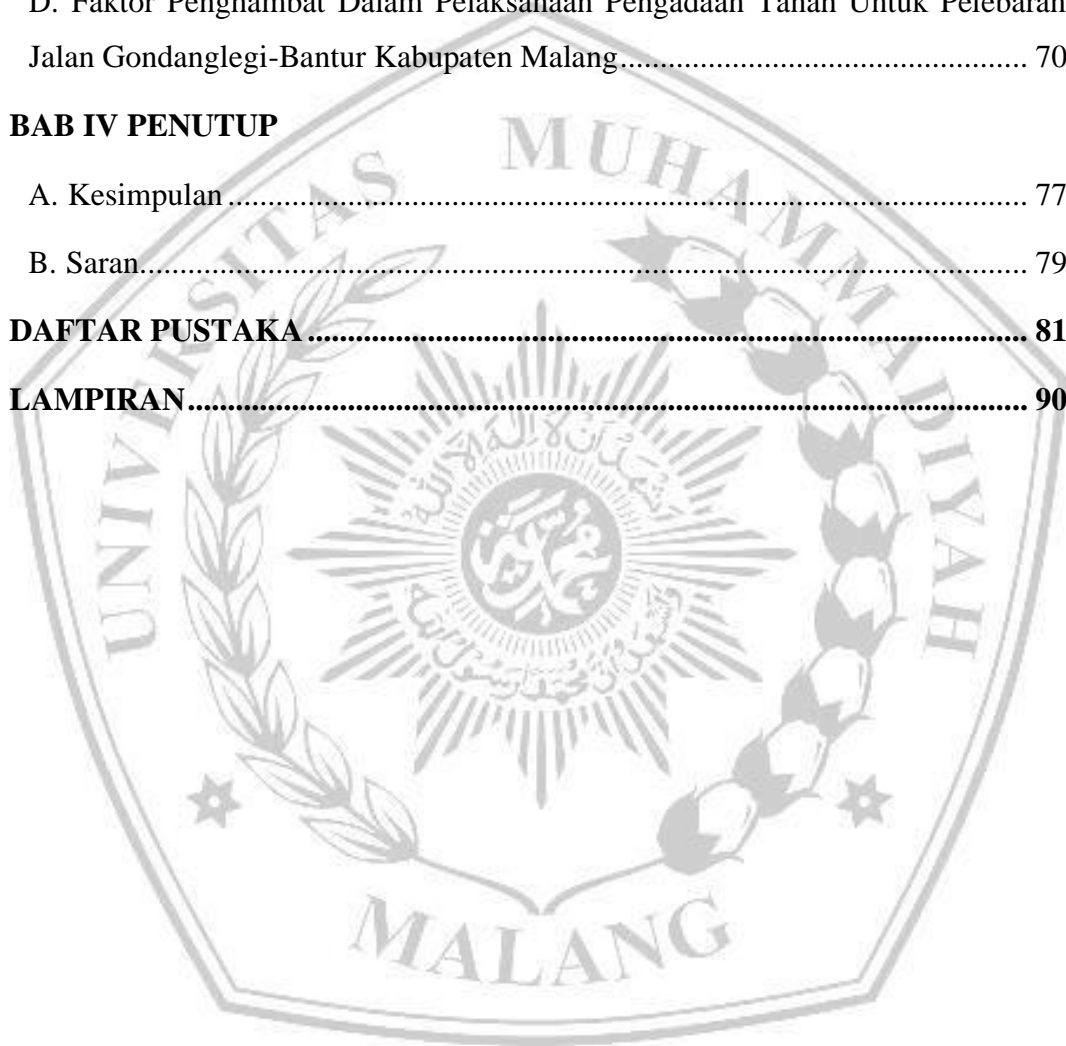 D. Faktor Penghambat Dalam Pelaksanaan Pengadaan Tanah Untuk Pelebaran
Jalan Gondanglegi-Bantur Kabupaten Malang.................................................. 70
BAB IV PENUTUP
A. Kesimpulan.................................................................................................. 77
B. Saran............................................................................................................. 79
DAFTAR PUSTAKA......................................................................................... 81
LAMPIRAN........................................................................................................ 90
UNIVERSITAS MUHAMMADIYAH
MALANG